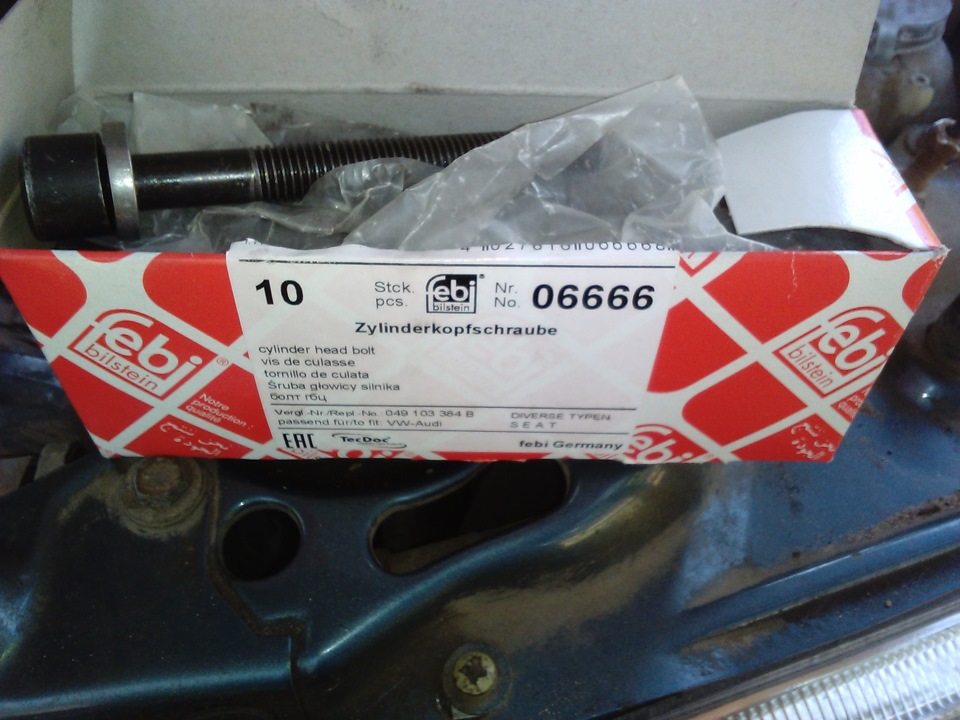 10 Stck. pcs. febi bilstein ® Nr. No. 06666
Zylinderkopfschraube
cylinder head bolt
vis de culasse
tornillo de culata
Śruba głowicy silnika
болт гбц
Vergl.-Nr./Repl.-No. 049 103 384 B DIVERSE TYPEN
passend für/to fit: VW-Audi SEAT
EAC TecDoc febi Germany
febi ®
bilstein
Notre
production:
qualité
febi
bilstein
febi